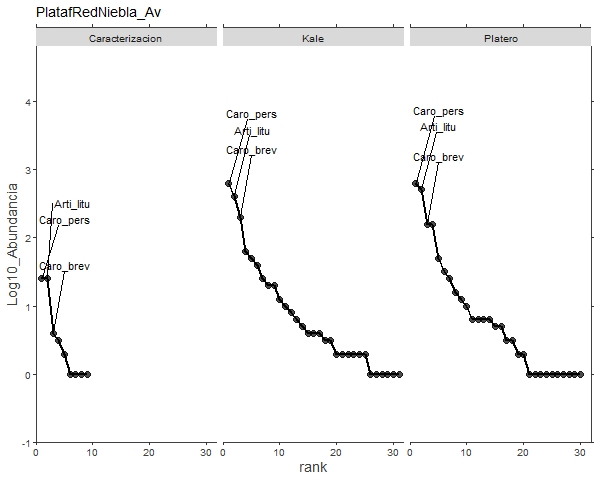 PlatafRedNiebla_Av
Caracterizacion
Kale
Platero
Log10_Abundancia
4
3
2
1
0
-1
Arti_litu
Caro_pers
Caro_brev
Caro_pers
Arti_litu
Caro_brev
Caro_pers
Arti_litu
Caro_brev
0 10 20 30
0 10 20 30
0 10 20 30
rank